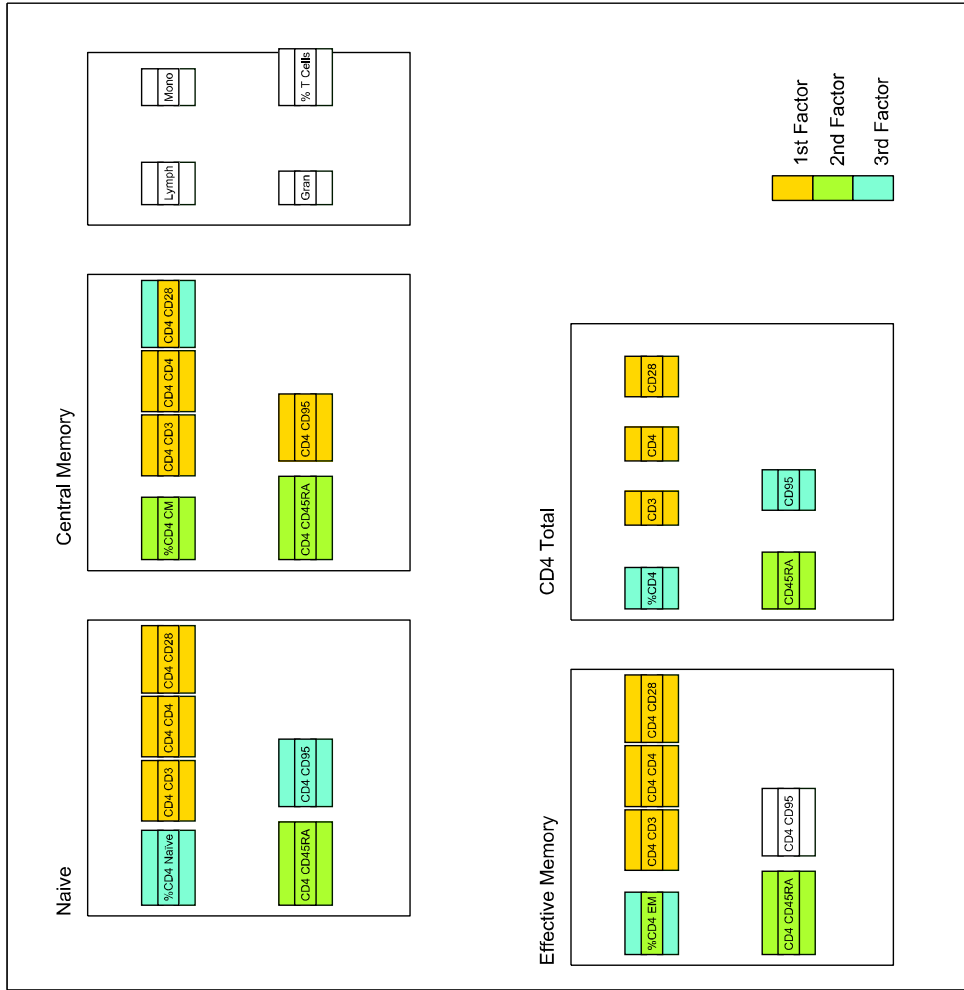 Naive
%CD4 Naïve
CD4 CD3
CD4 CD4
CD4 CD28
CD4 CD45RA
CD4 CD95
Central Memory
%CD4 CM
CD4 CD3
CD4 CD4
CD4 CD28
CD4 CD45RA
CD4 CD95
Lymph
Mono
Gran
% T Cells
Effective Memory
%CD4 EM
CD4 CD3
CD4 CD4
CD4 CD28
CD4 CD45RA
CD4 CD95
CD4 Total
%CD4
CD3
CD4
CD28
CD45RA
CD95
1st Factor
2nd Factor
3rd Factor